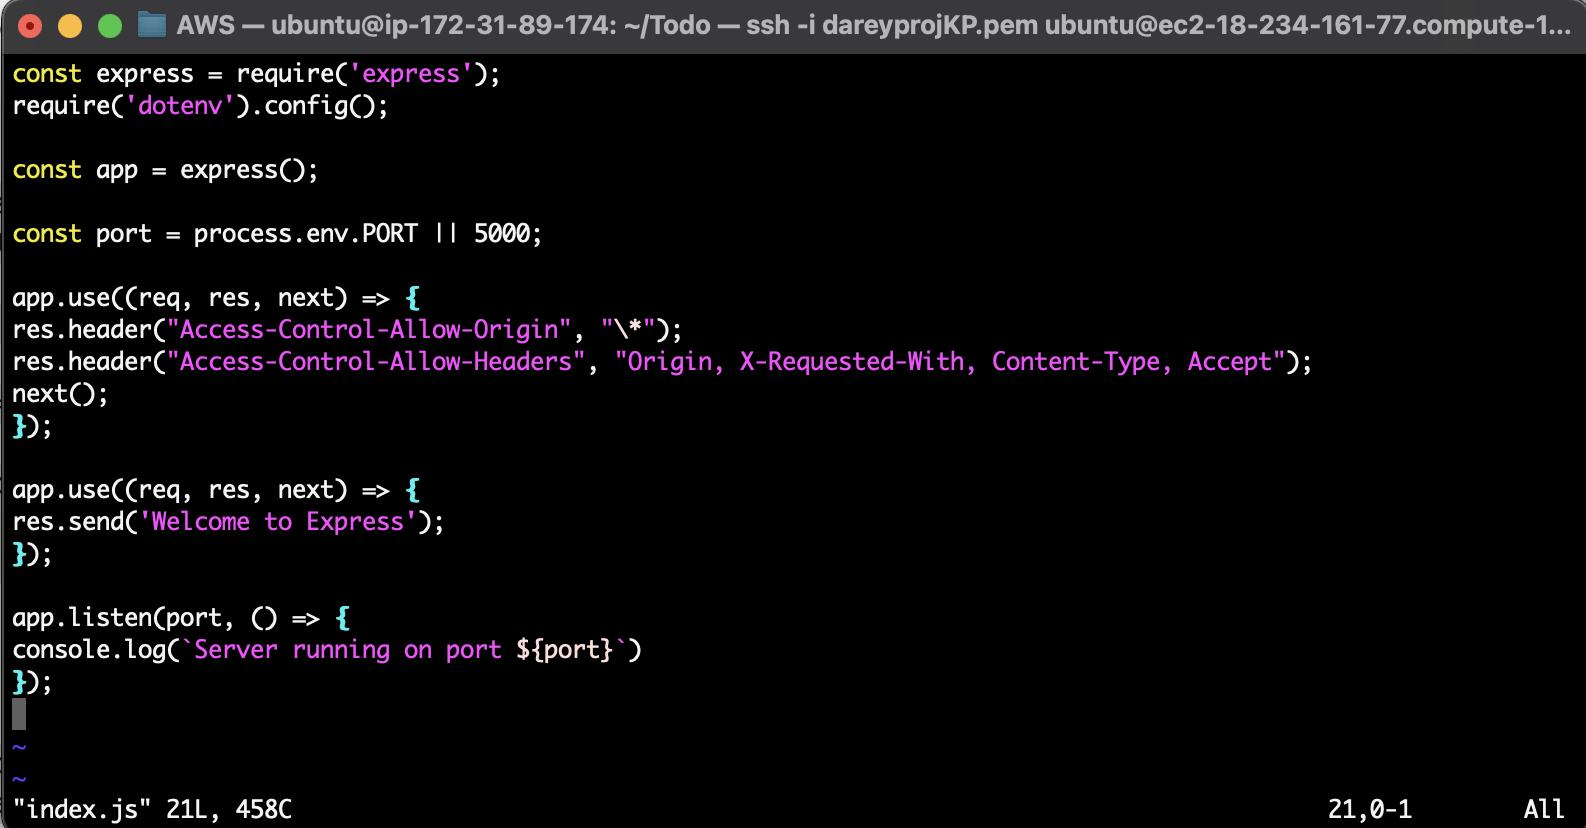 AWS — ubuntu@ip-172-31-89-174: ~/Todo — ssh -i dareyprojKP.pem ubuntu@ec2-18-234-161-77.compute-1...
const express = require('express');
require('dotenv').config();
const app = express();
const port = process.env.PORT || 5000;
app.use((req, res, next) => {
res.header("Access-Control-Allow-Origin", "\*");
res.header("Access-Control-Allow-Headers", "Origin, X-Requested-With, Content-Type, Accept");
next();
});
app.use((req, res, next) => {
res.send('Welcome to Express');
});
app.listen(port, () => {
console.log(`Server running on port ${port}`)
});
~
~
"index.js" 21L, 458C 21,0-1 All